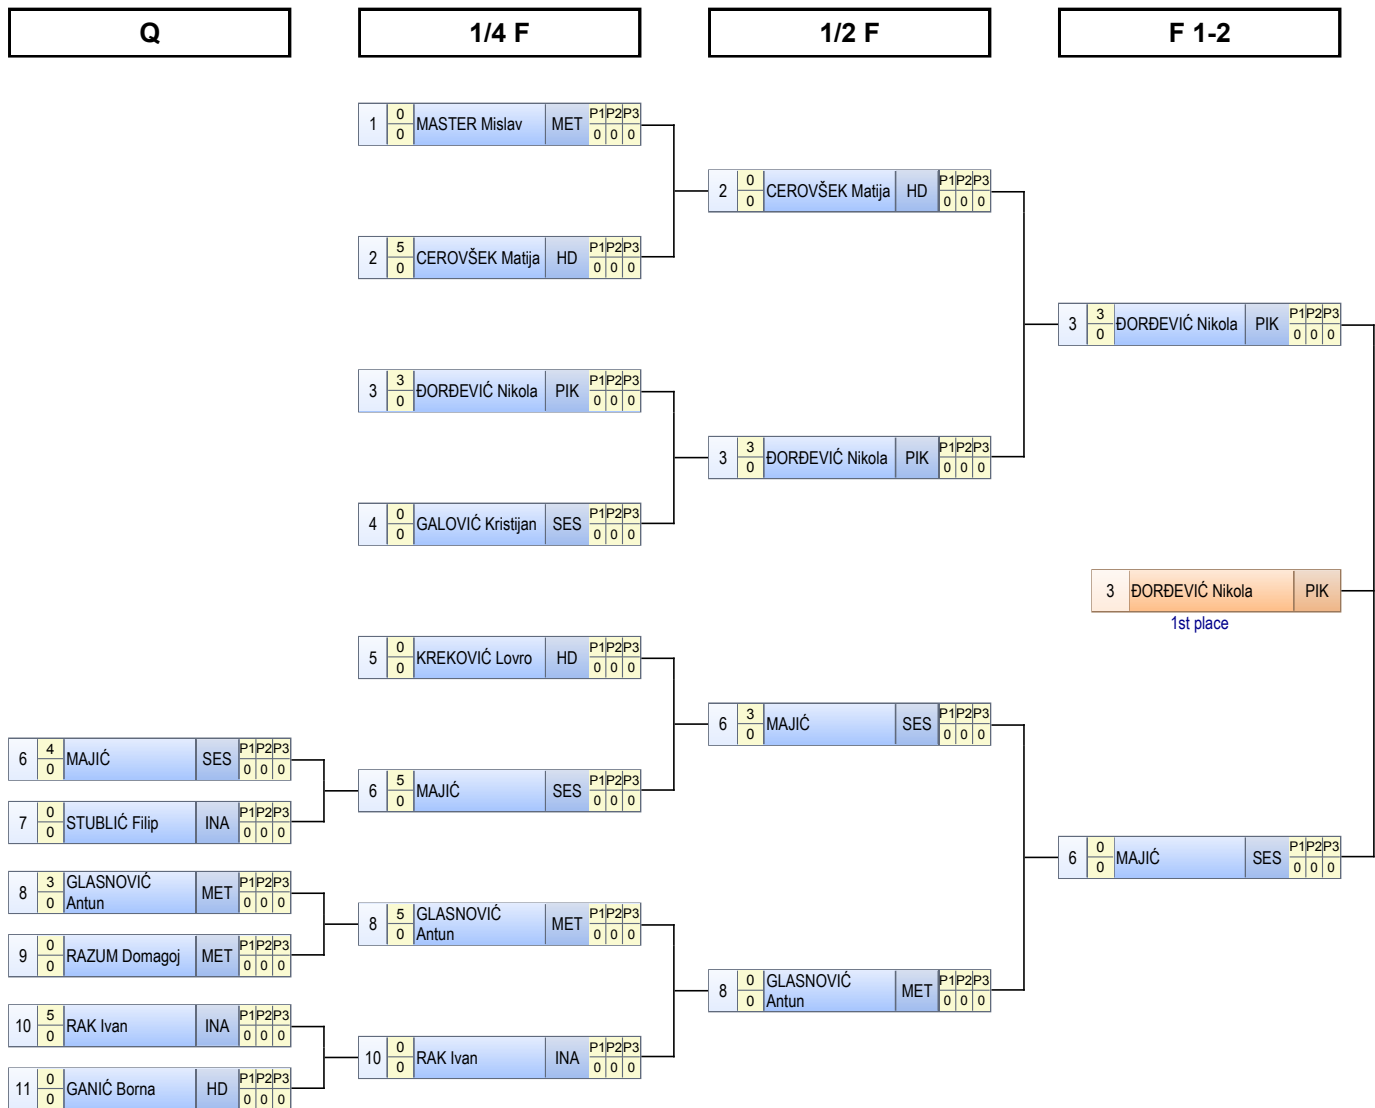 Q 1/4 F 1/2 F F 1-2
1 0 0 MASTER Mislav MET P1 P2 P3 0 0 0
2 0 0 CEROVŠEK Matija HD P1 P2 P3 0 0 0
2 5 0 CEROVŠEK Matija HD P1 P2 P3 0 0 0
3 3 0 ĐORĐEVIĆ Nikola PIK P1 P2 P3 0 0 0
3 3 0 ĐORĐEVIĆ Nikola PIK P1 P2 P3 0 0 0
3 3 0 ĐORĐEVIĆ Nikola PIK P1 P2 P3 0 0 0
4 0 0 GALOVIĆ Kristijan SES P1 P2 P3 0 0 0
3 ĐORĐEVIĆ Nikola PIK
1st place
5 0 0 KREKOVIĆ Lovro HD P1 P2 P3 0 0 0
6 3 0 MAJIĆ SES P1 P2 P3 0 0 0
6 4 0 MAJIĆ SES P1 P2 P3 0 0 0
6 5 0 MAJIĆ SES P1 P2 P3 0 0 0
7 0 0 STUBLIĆ Filip INA P1 P2 P3 0 0 0
6 0 0 MAJIĆ SES P1 P2 P3 0 0 0
8 3 0 GLASNOVIĆ Antun MET P1 P2 P3 0 0 0
8 5 0 GLASNOVIĆ Antun MET P1 P2 P3 0 0 0
9 0 0 RAZUM Domagoj MET P1 P2 P3 0 0 0
8 0 0 GLASNOVIĆ Antun MET P1 P2 P3 0 0 0
10 5 0 RAK Ivan INA P1 P2 P3 0 0 0
10 0 0 RAK Ivan INA P1 P2 P3 0 0 0
11 0 0 GANIĆ Borna HD P1 P2 P3 0 0 0